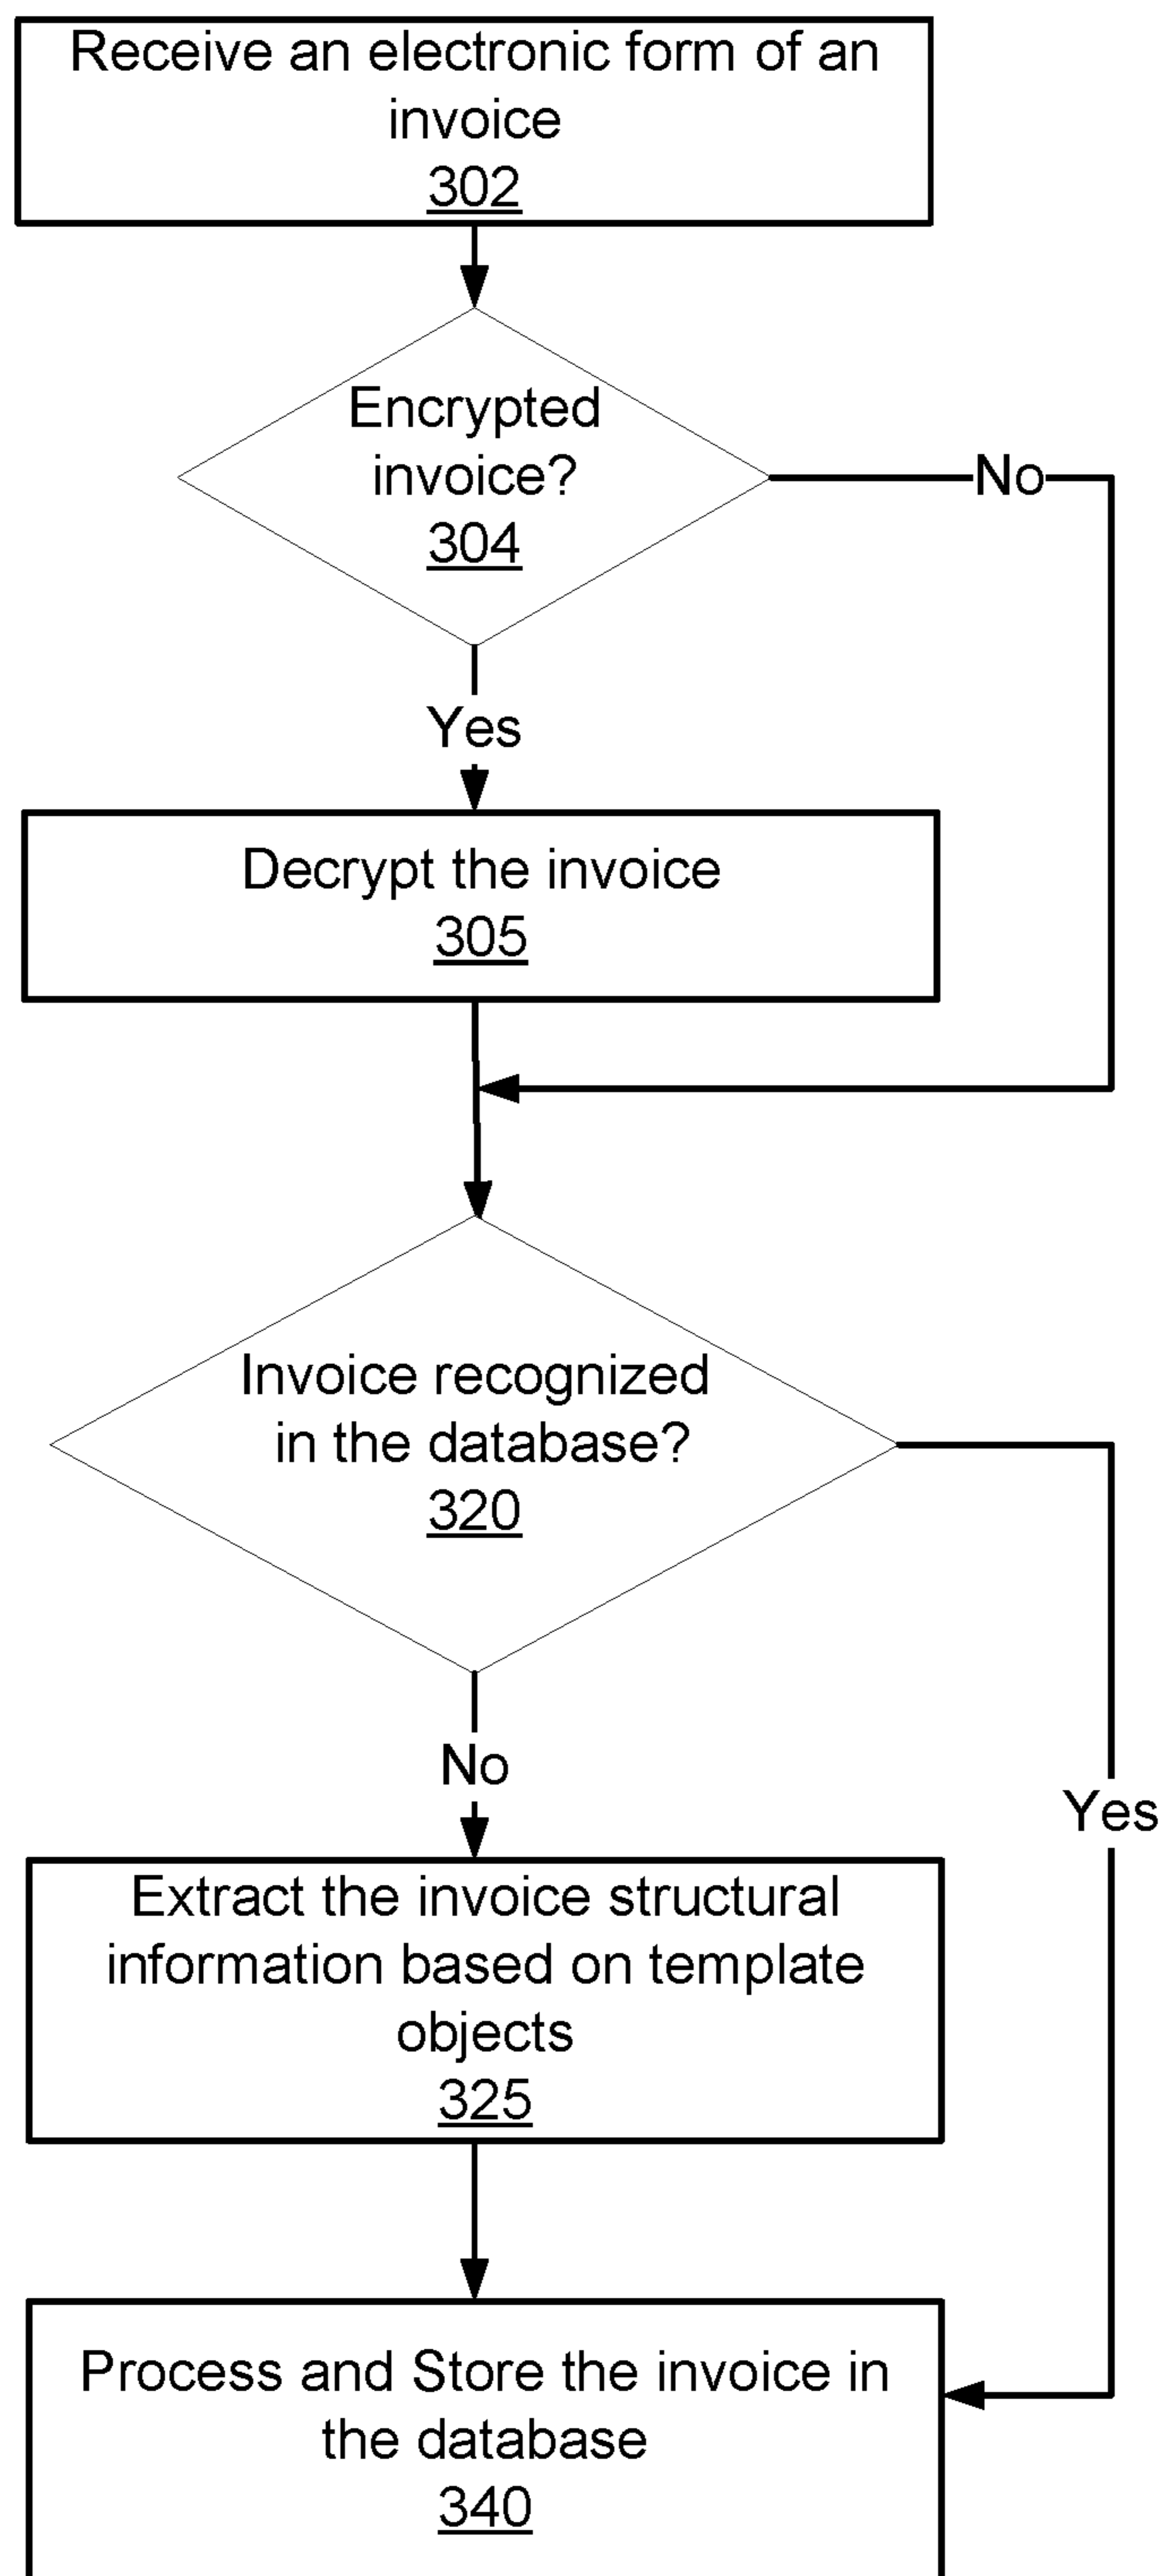 Receive an electronic form of an
invoice
302
Encrypted
invoice?
304
No
Yes
Decrypt the invoice
305
Invoice recognized
in the database?
320
No
Yes
Extract the invoice structural
information based on template
objects
325
Process and Store the invoice in
the database
340